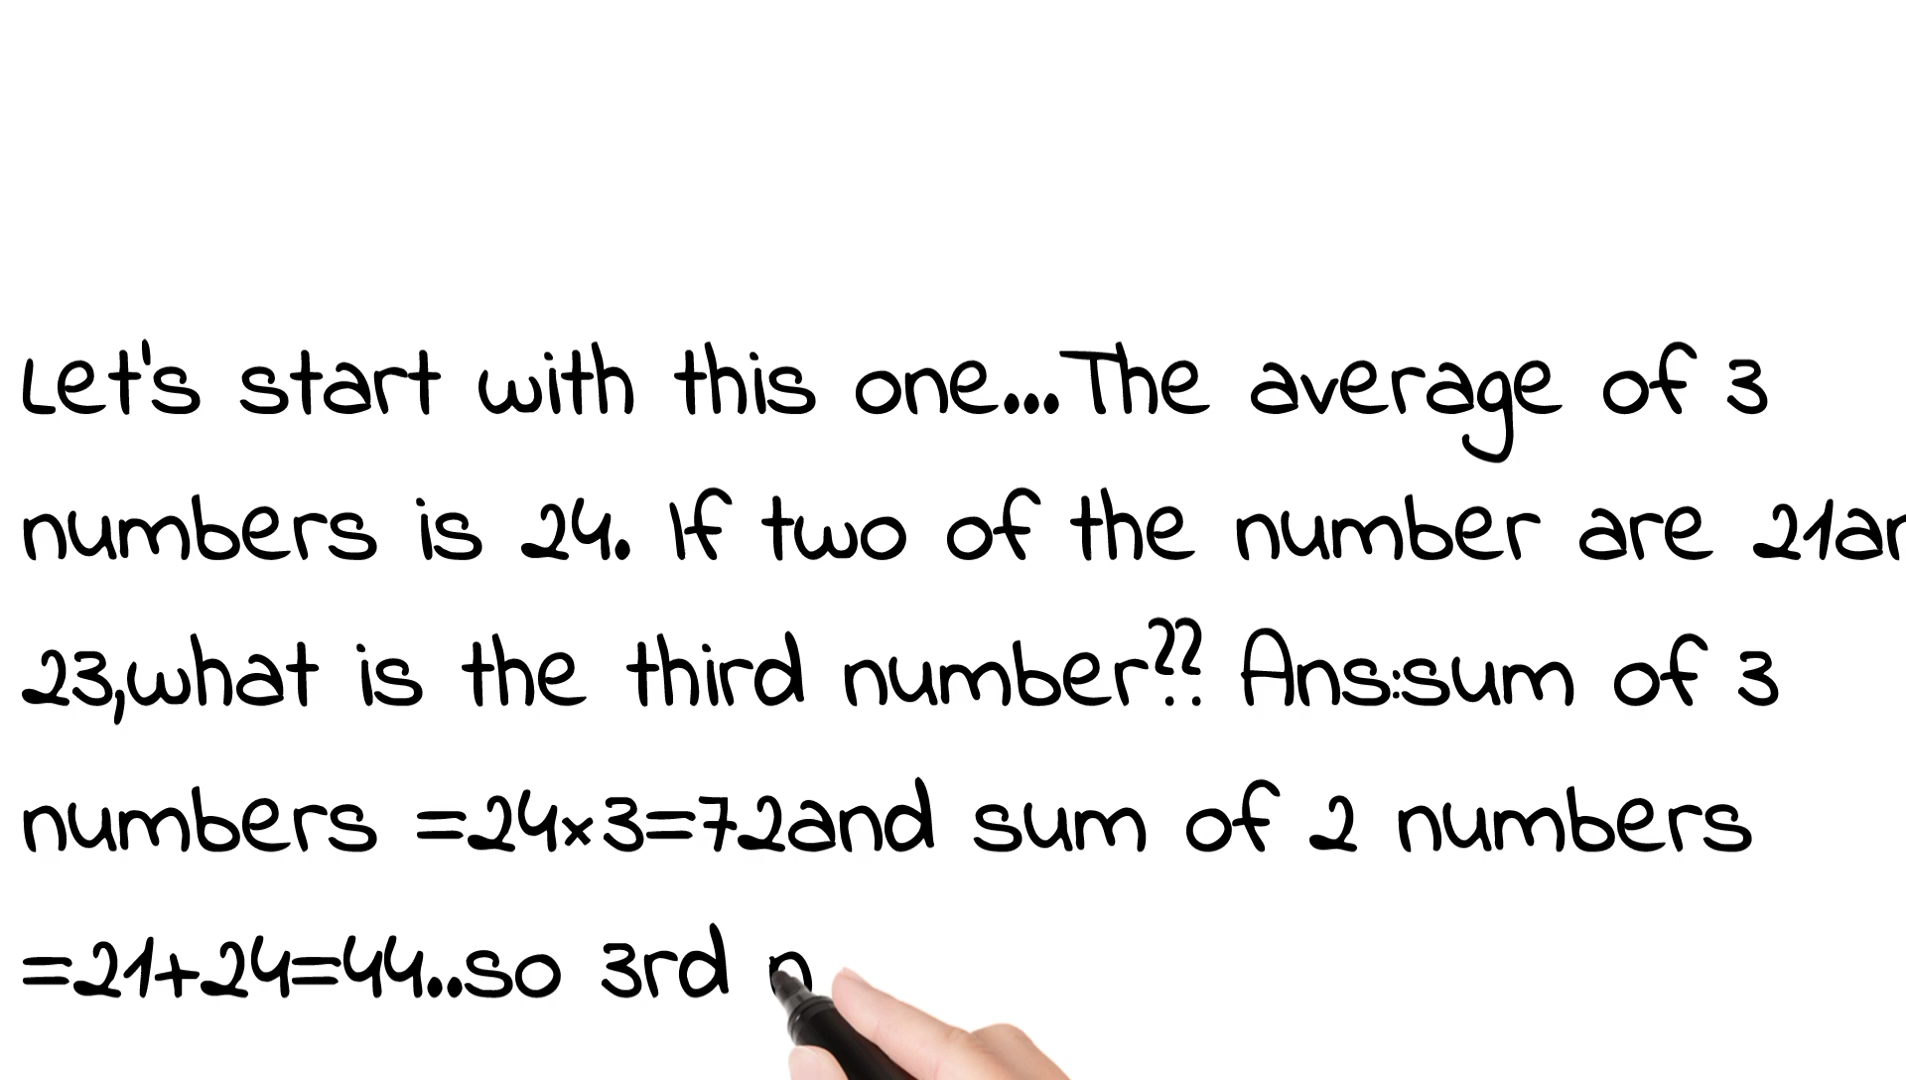 Let's start with this one...The average of 3
numbers is 24. If two of the number are 21ar
23,what is the third number?? Ans:sum of 3
numbers =24×3=72and sum of 2 numbers
=21+24=44..so 3rd n